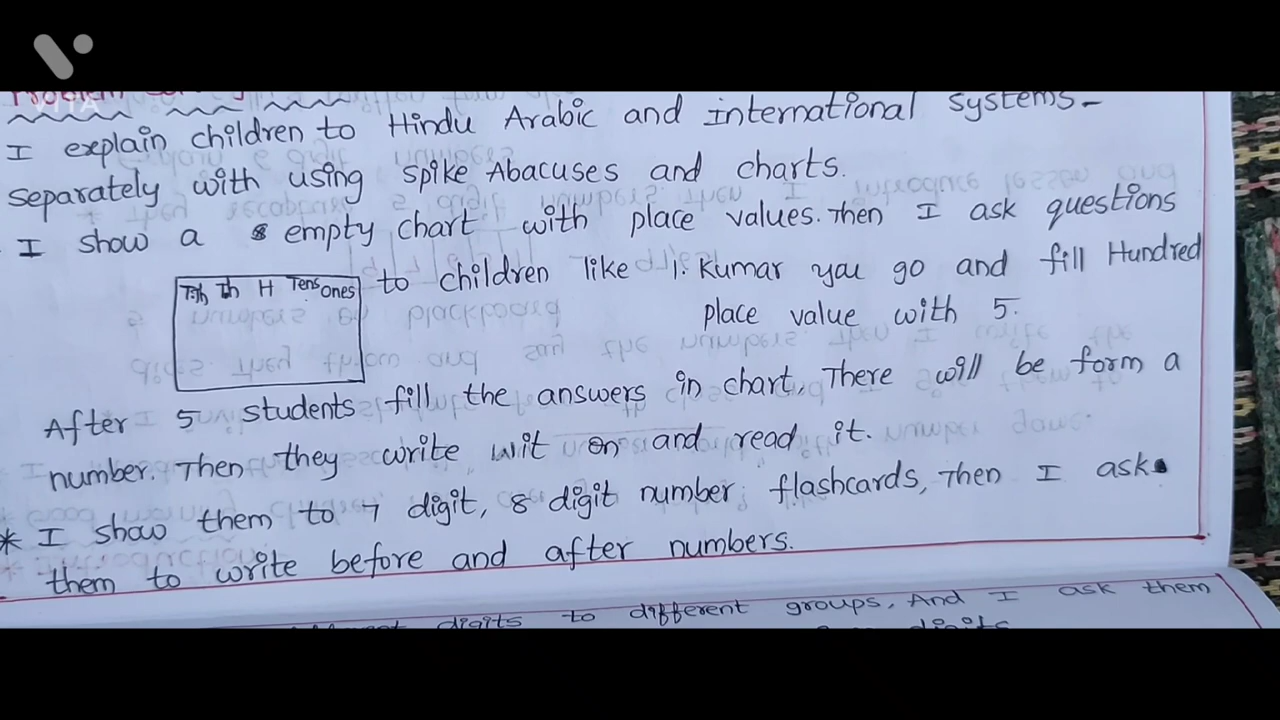 VITA
Problem
I explain children to Hindu Arabic and international systems-
separately with using spike Abacuses and charts.
I show a empty chart with place values. Then I ask questions
T.th Th H Tens ones
to children like 1. Kumar you go and fill Hundred
place value with 5.
After 5 students fill the answers in chart, There will be form a
number. Then they write wit on and read it.
* I show them to 7 digit, 8 digit number flashcards, Then I ask
them to write before and after numbers.
digits to different groups, And I ask them
digits